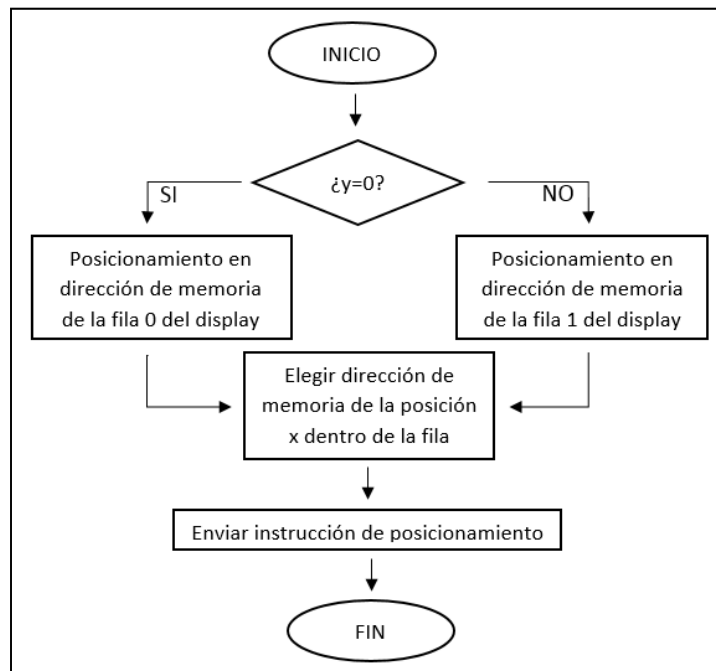 INICIO
¿y=0?
SI
NO
Posicionamiento en
dirección de memoria
de la fila 0 del display
Posicionamiento en
dirección de memoria
de la fila 1 del display
Elegir dirección de
memoria de la posición
x dentro de la fila
Enviar instrucción de posicionamiento
FIN